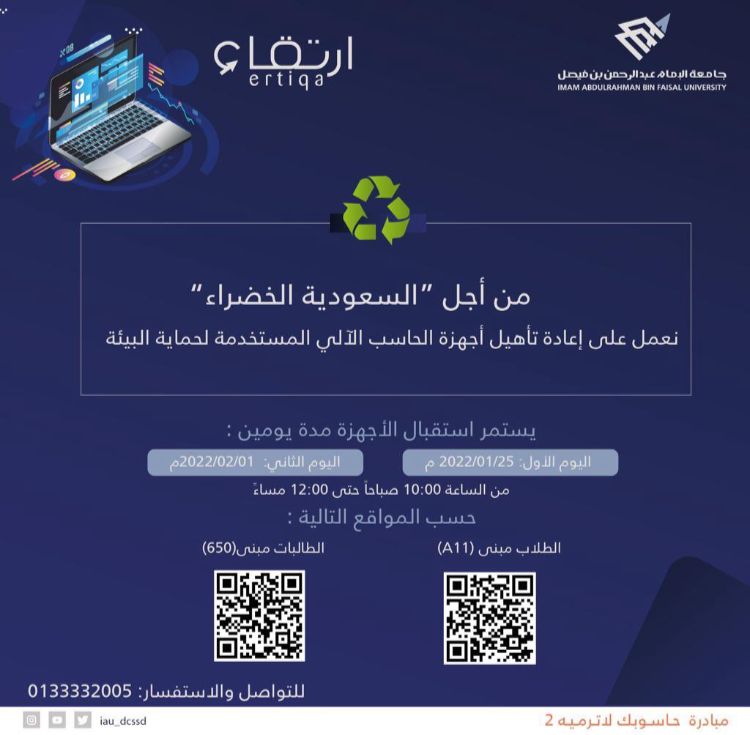 ارتقاء
ertiqa
جامعة الإمام عبدالرحمن بن فيصل
IMAM ABDULRAHMAN BIN FAISAL UNIVERSITY
من أجل ”السعودية الخضراء“
نعمل على إعادة تأهيل أجهزة الحاسب الآلي المستخدمة لحماية البيئة
يستمر استقبال الأجهزة مدة يومين :
اليوم الأول: 2022/01/25 م
اليوم الثاني: 2022/02/01م
من الساعة 10:00 صباحاً حتى 12:00 مساءً
حسب المواقع التالية :
الطلاب مبنى (A11)
الطالبات مبنى(650)
للتواصل والاستفسار: 0133332005
مبادرة حاسوبك لاترميه 2
iau_dcssd